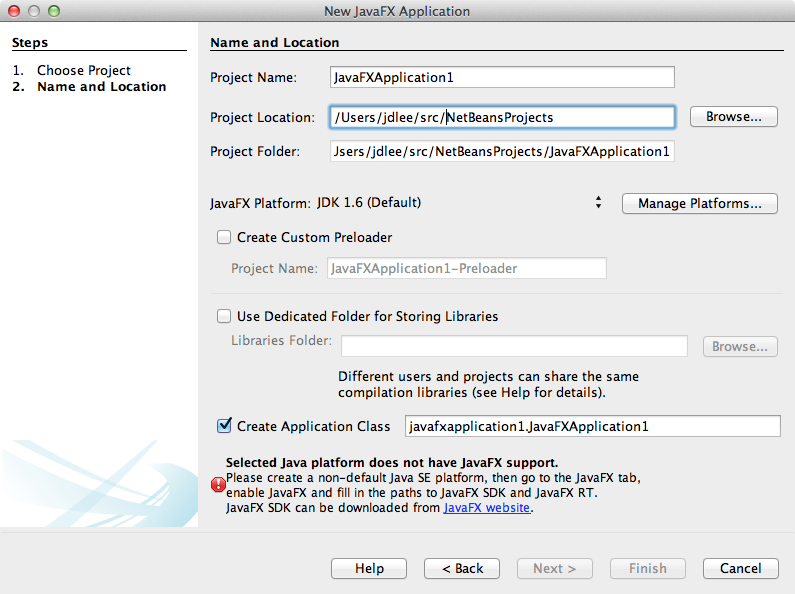 New JavaFX Application
Steps
1. Choose Project
2. Name and Location
Name and Location
Project Name: JavaFXApplication1
Project Location: /Users/jdlee/src/NetBeansProjects Browse...
Project Folder: Jsers/jdlee/src/NetBeansProjects/JavaFXApplication1
JavaFX Platform: JDK 1.6 (Default) Manage Platforms...
Create Custom Preloader
Project Name: JavaFXApplication1-Preloader
Use Dedicated Folder for Storing Libraries
Libraries Folder: Browse...
Different users and projects can share the same
compilation libraries (see Help for details).
Create Application Class javafxapplication1.JavaFXApplication1
Selected Java platform does not have JavaFX support.
Please create a non-default Java SE platform, then go to the JavaFX tab,
enable JavaFX and fill in the paths to JavaFX SDK and JavaFX RT.
JavaFX SDK can be downloaded from JavaFX website.
Help < Back Next > Finish Cancel